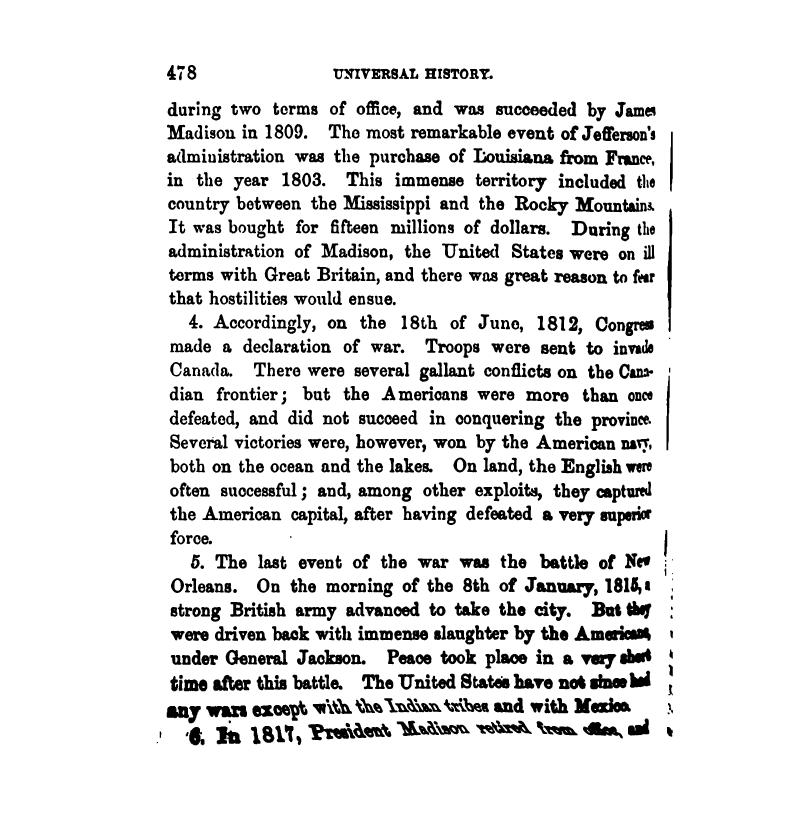 478 UNIVERSAL HISTORY.
during two terms of office, and was succeeded by James
Madison in 1809. The most remarkable event of Jefferson's
administration was the purchase of Louisiana from France,
in the year 1803. This immense territory included the
country between the Mississippi and the Rocky Mountains.
It was bought for fifteen millions of dollars. During the
administration of Madison, the United States were on ill
terms with Great Britain, and there was great reason to fear
that hostilities would ensue.
4. Accordingly, on the 18th of June, 1812, Congress
made a declaration of war. Troops were sent to invade
Canada. There were several gallant conflicts on the Cana-
dian frontier; but the Americans were more than once
defeated, and did not succeed in conquering the province.
Several victories were, however, won by the American navy,
both on the ocean and the lakes. On land, the English were
often successful; and, among other exploits, they captured
the American capital, after having defeated a very superior
force.
5. The last event of the war was the battle of New
Orleans. On the morning of the 8th of January, 1815, a
strong British army advanced to take the city. But they
were driven back with immense slaughter by the Americans,
under General Jackson. Peace took place in a very short
time after this battle. The United States have not since had
any wars except with the Indian tribes and with Mexico.
6. In 1817, President Madison retired from office, and